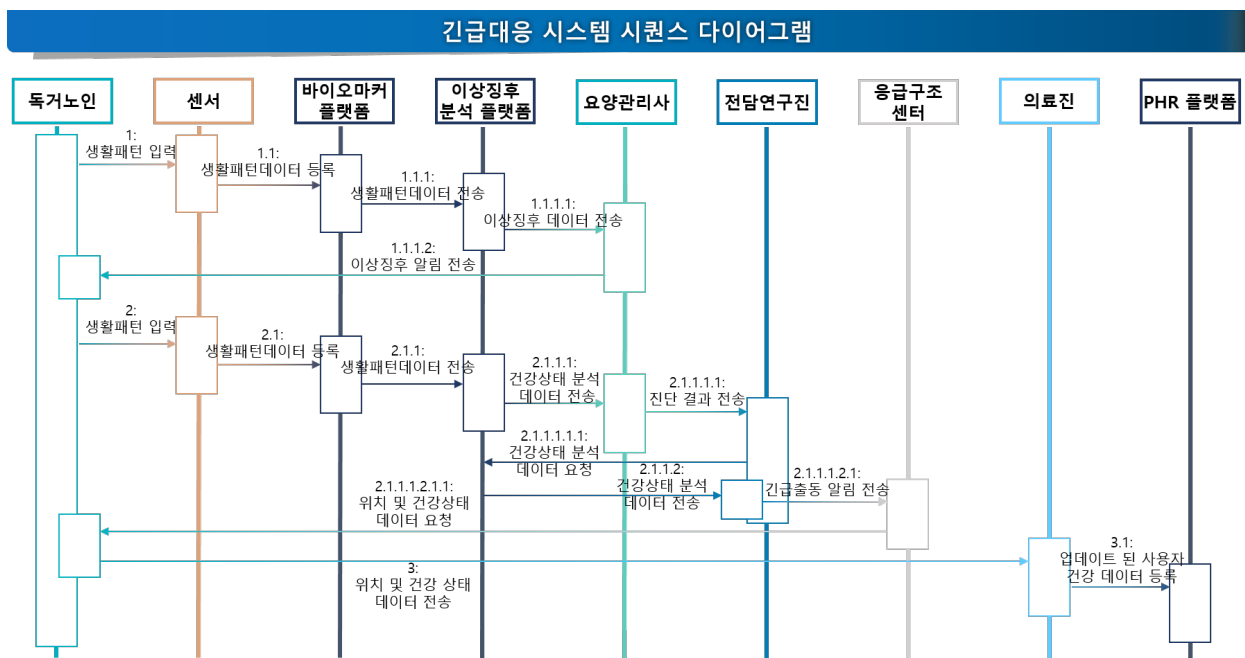 긴급대응 시스템 시퀀스 다이어그램
독거노인
센서
바이오마커
플랫폼
이상징후
분석 플랫폼
요양관리사
전담연구진
응급구조
센터
의료진
PHR 플랫폼
1:
생활패턴 입력
1.1:
생활패턴데이터 등록
1.1.1:
생활패턴데이터 전송
1.1.1.1:
이상징후 데이터 전송
1.1.1.2:
이상징후 알림 전송
2:
생활패턴 입력
2.1:
생활패턴데이터 등록
2.1.1:
생활패턴데이터 전송
2.1.1.1:
건강상태 분석
데이터 전송
2.1.1.1.1:
진단 결과 전송
2.1.1.1.1.1:
건강상태 분석
데이터 요청
2.1.1.2:
건강상태 분석
데이터 전송
2.1.1.1.2.1:
긴급출동 알림 전송
2.1.1.1.2.1.1:
위치 및 건강상태
데이터 요청
3:
위치 및 건강 상태
데이터 전송
3.1:
업데이트 된 사용자
건강 데이터 등록